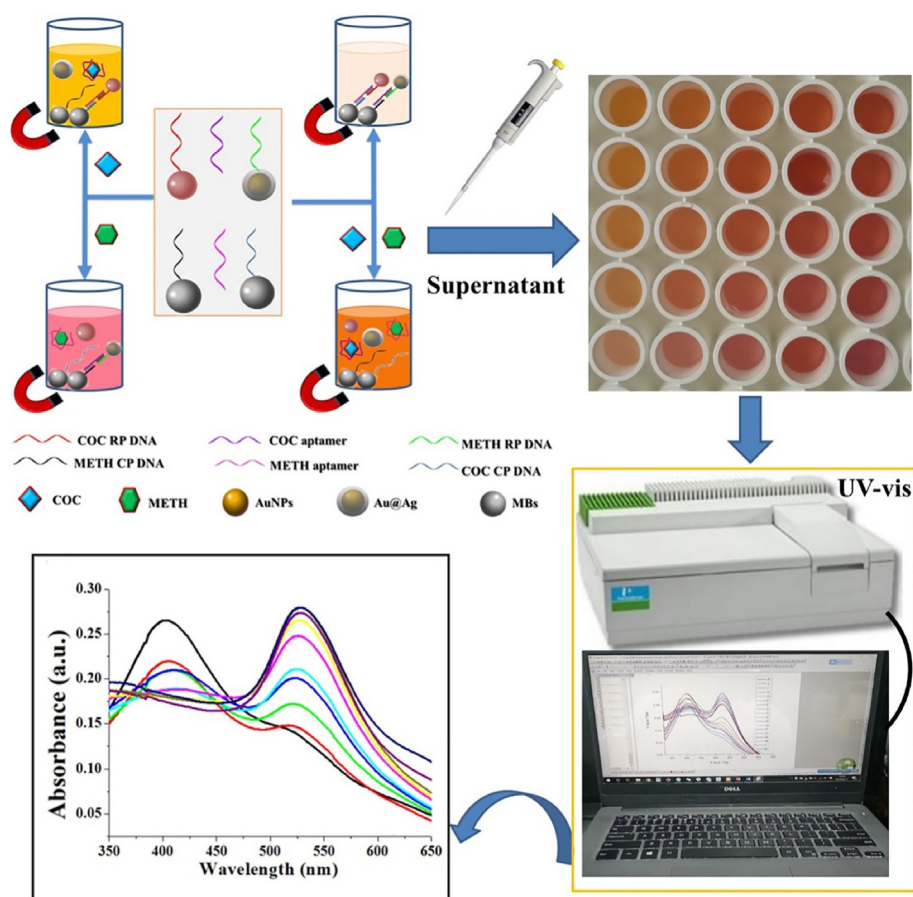 Supernatant
COC RP DNA
COC aptamer
METH RP DNA
METH CP DNA
METH aptamer
COC CP DNA
COC
METH
AuNPs
Au@Ag
MBs
UV-vis
DELL
Absorbance (a.u.)
0.30
0.25
0.20
0.15
0.10
0.05
350
400
450
500
550
600
650
Wavelength (nm)